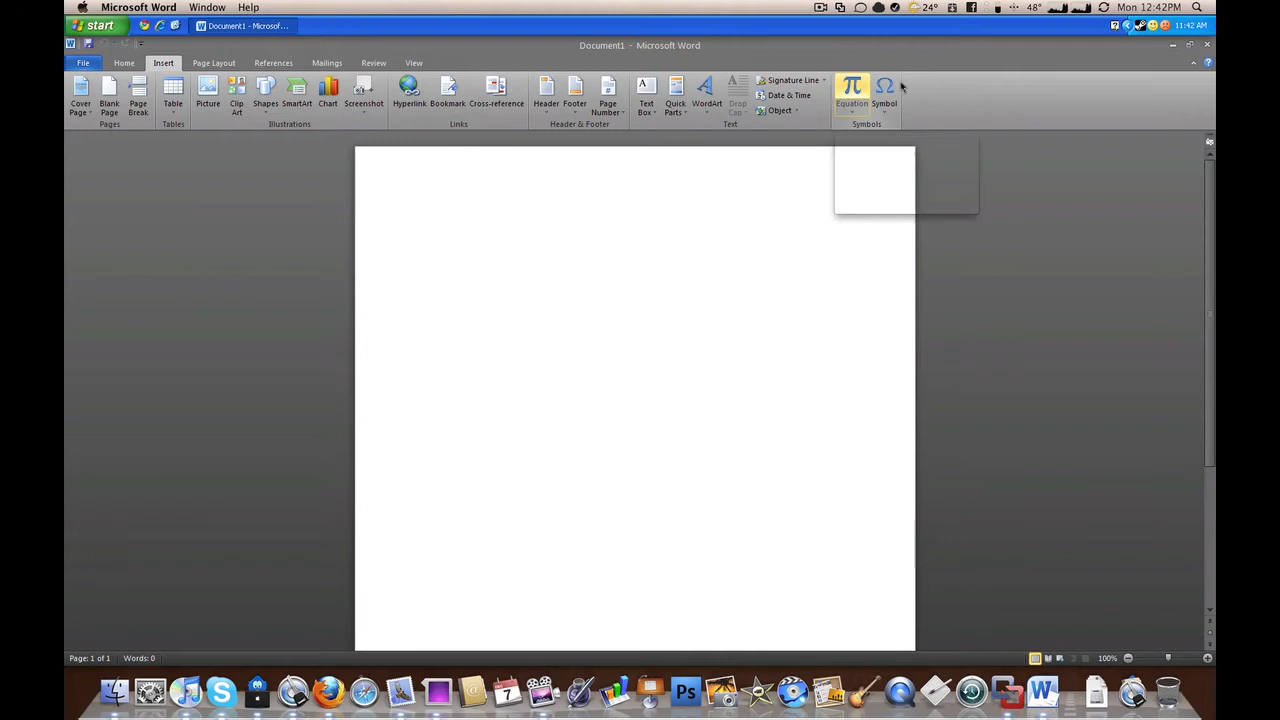 Microsoft Word Window Help 24° 48° Mon 12:42PM
start Document1 - Microsof... 11:42 AM
Document1 - Microsoft Word
File Home Insert Page Layout References Mailings Review View
Cover Page Blank Page Page Break Table Picture Clip Art Shapes SmartArt Chart Screenshot Hyperlink Bookmark Cross-reference Header Footer Page Number Text Box Quick Parts WordArt Drop Cap Signature Line Date & Time Object π Equation Ω Symbol
Pages Tables Illustrations Links Header & Footer Text Symbols
Page: 1 of 1 Words: 0 100%
7 Ps W